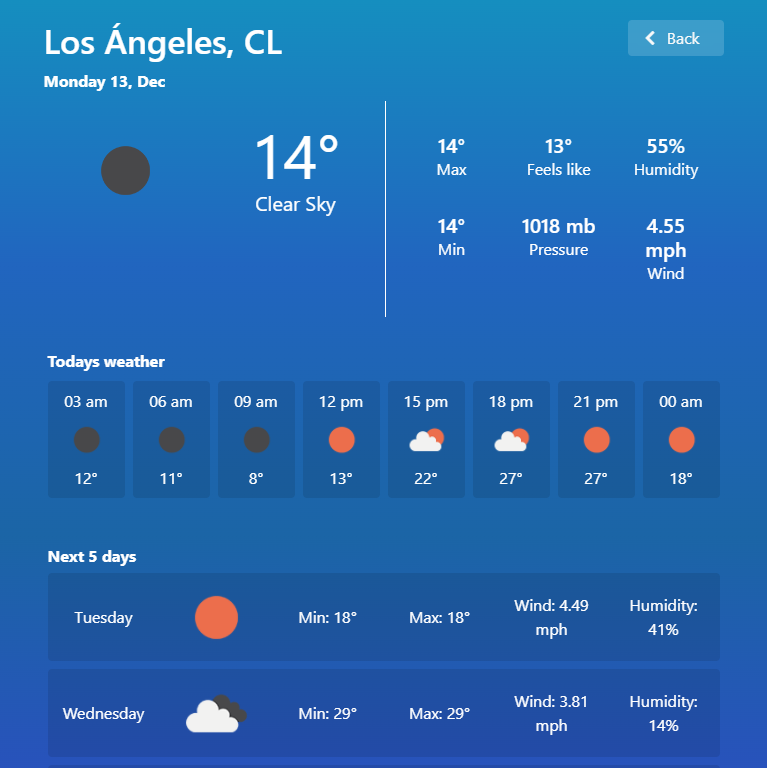 Los Ángeles, CL
Back
Monday 13, Dec
14°
Clear Sky
14°
Max
13°
Feels like
55%
Humidity
14°
Min
1018 mb
Pressure
4.55
mph
Wind
Todays weather
03 am
06 am
09 am
12 pm
15 pm
18 pm
21 pm
00 am
12°
11°
8°
13°
22°
27°
27°
18°
Next 5 days
Tuesday
Min: 18°
Max: 18°
Wind: 4.49
mph
Humidity:
41%
Wednesday
Min: 29°
Max: 29°
Wind: 3.81
mph
Humidity:
14%